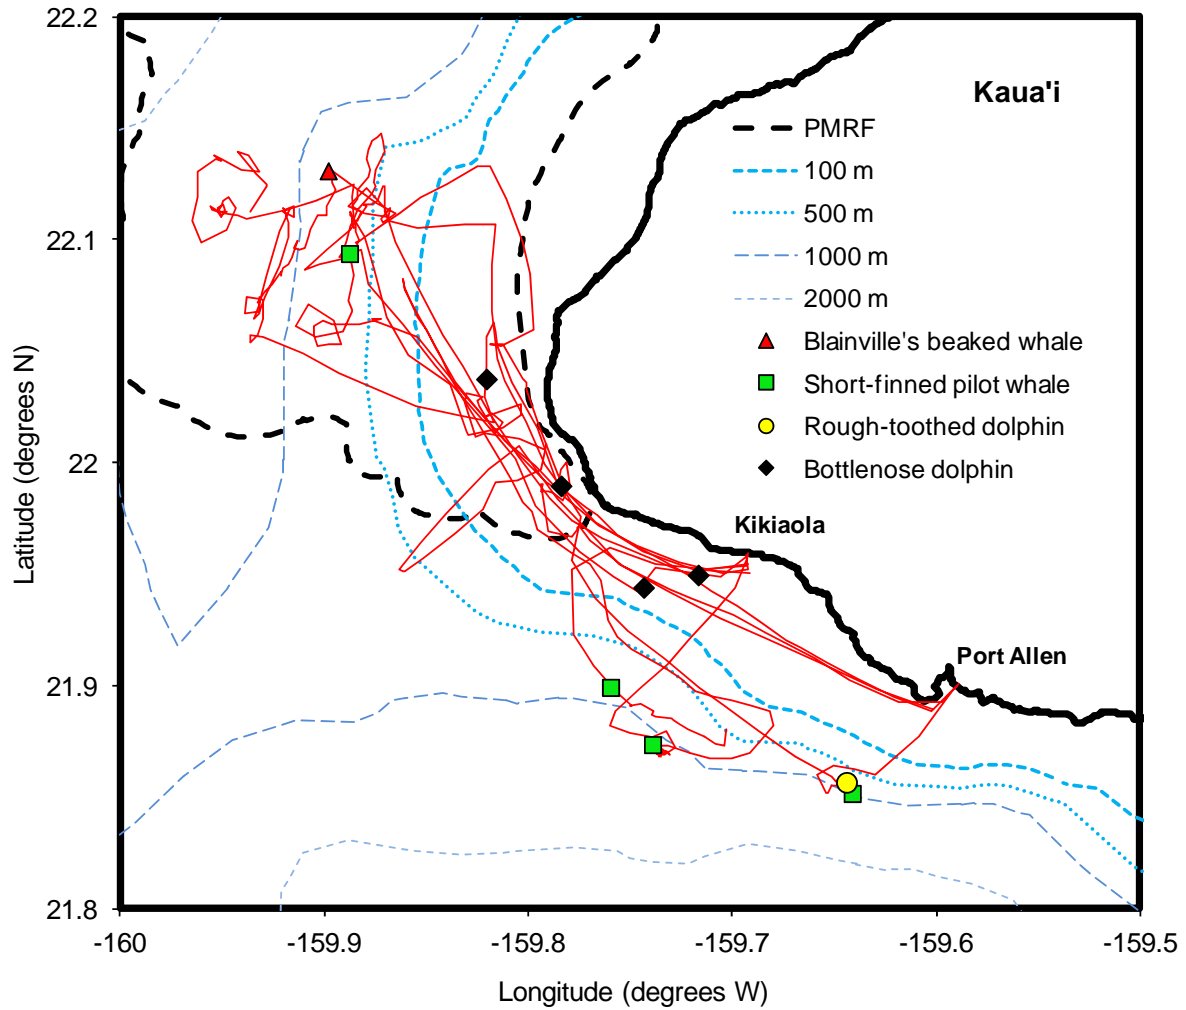 22.2
22.1
22
21.9
21.8
Latitude (degrees N)
Kaua'i
PMRF
100 m
500 m
1000 m
2000 m
Blainville's beaked whale
Short-finned pilot whale
Rough-toothed dolphin
Bottlenose dolphin
Kikiaola
Port Allen
-160
-159.9
-159.8
-159.7
-159.6
-159.5
Longitude (degrees W)